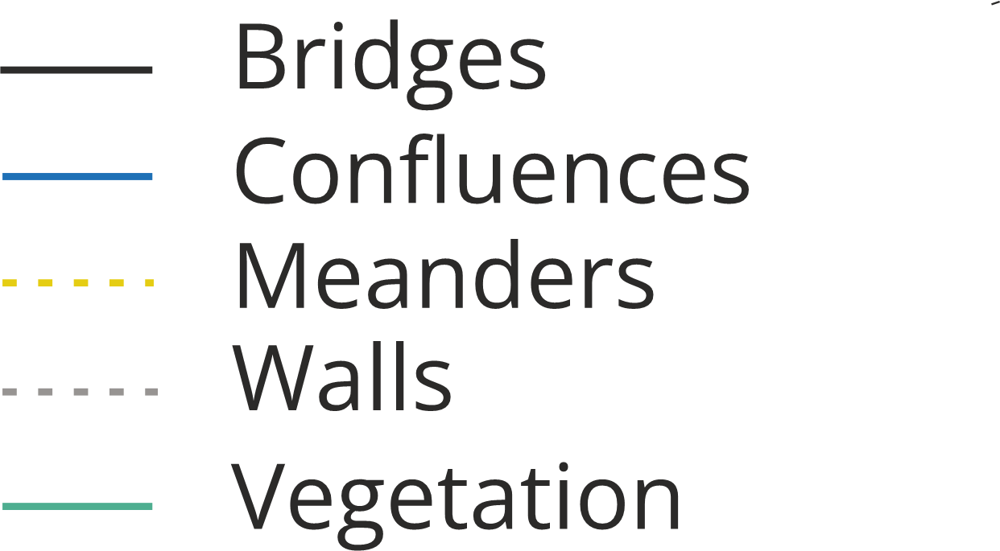 Bridges
Confluences
Meanders
Walls
Vegetation